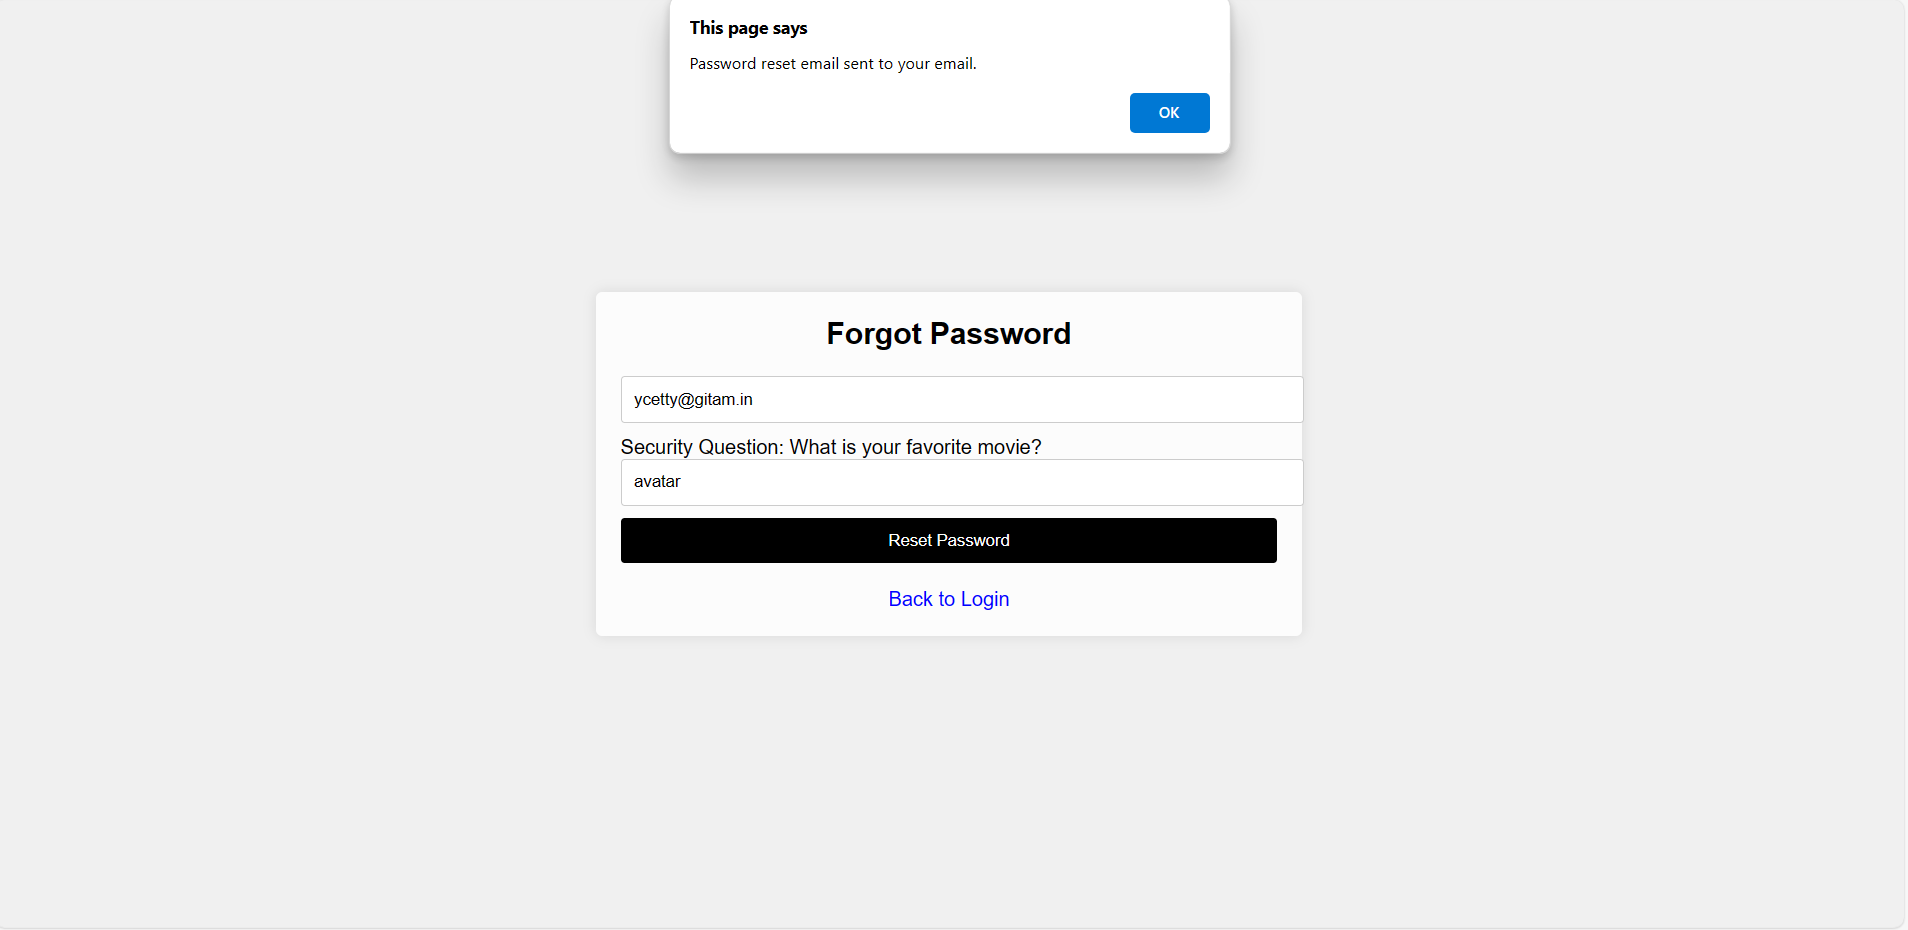 This page says
Password reset email sent to your email.
OK
Forgot Password
ycetty@gitam.in
Security Question: What is your favorite movie?
avatar
Reset Password
Back to Login